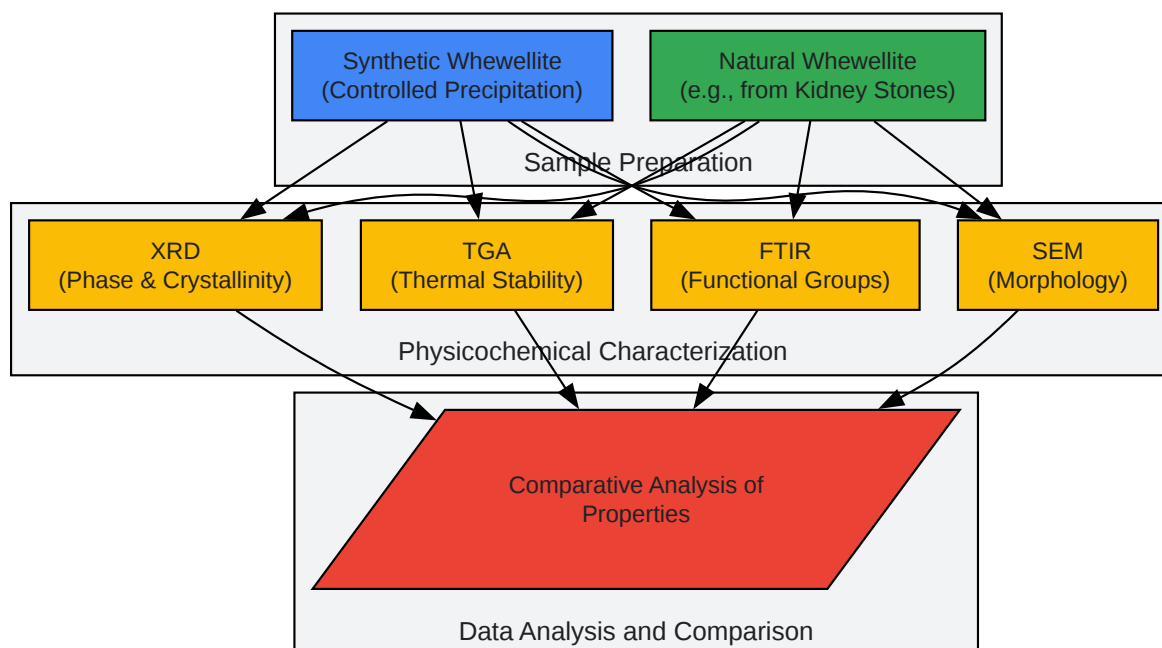 Synthetic Whewellite
(Controlled Precipitation)
Natural Whewellite
(e.g., from Kidney Stones)
Sample Preparation
XRD
(Phase & Crystallinity)
TGA
(Thermal Stability)
FTIR
(Functional Groups)
SEM
(Morphology)
Physicochemical Characterization
Comparative Analysis of
Properties
Data Analysis and Comparison